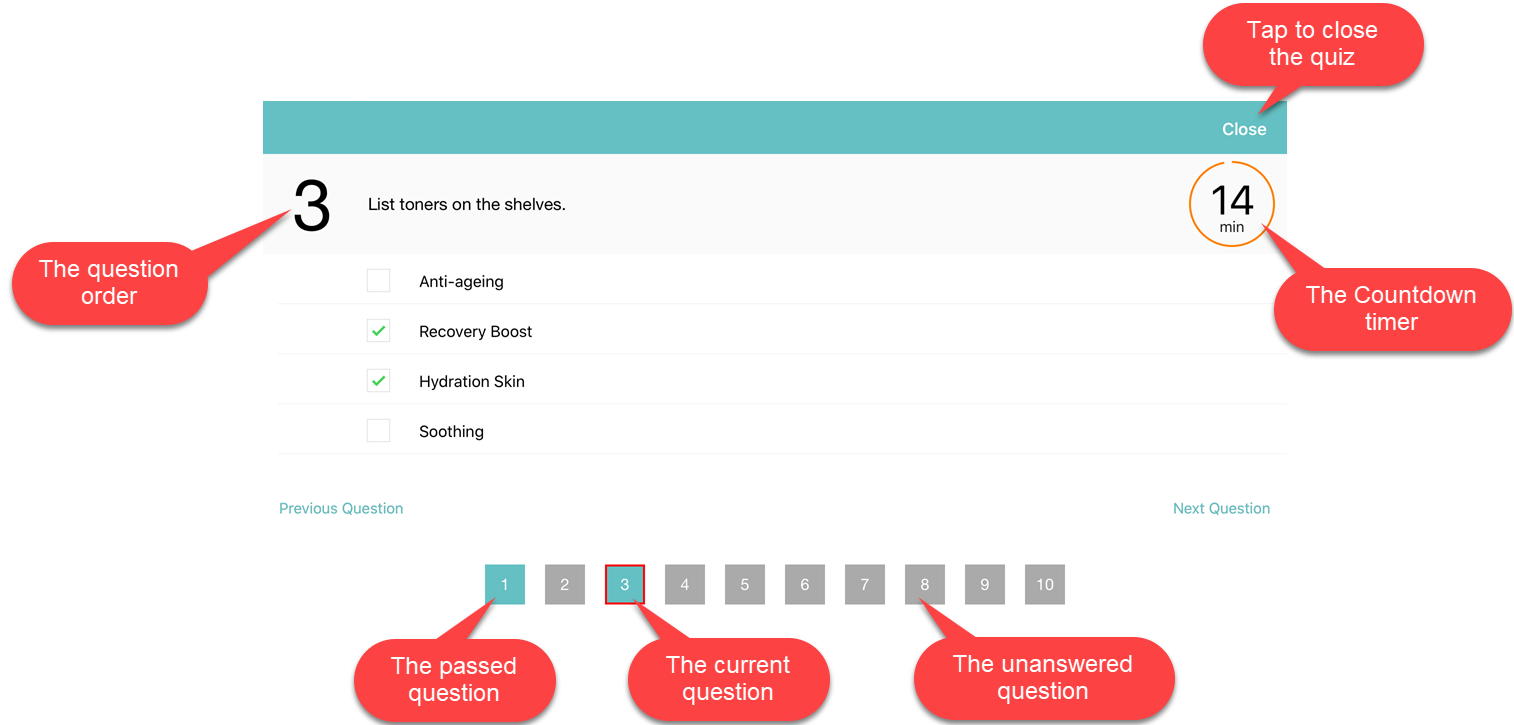 Tap to close
the quiz
Close
3
List toners on the shelves.
14
min
The question
order
Anti-ageing
The Countdown
timer
Recovery Boost
Hydration Skin
Soothing
Previous Question
Next Question
1 2 3 4 5 6 7 8 9 10
The passed
question
The current
question
The unanswered
question